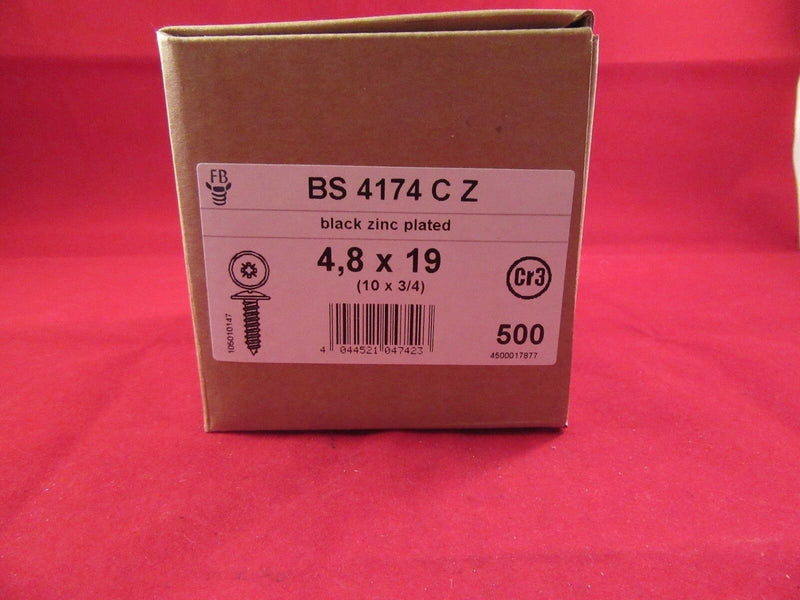 FB
BS 4174 C Z
black zinc plated
4,8 x 19
(10 x 3/4)
Cr3
105010147
4 044521 047423
500
4500017877